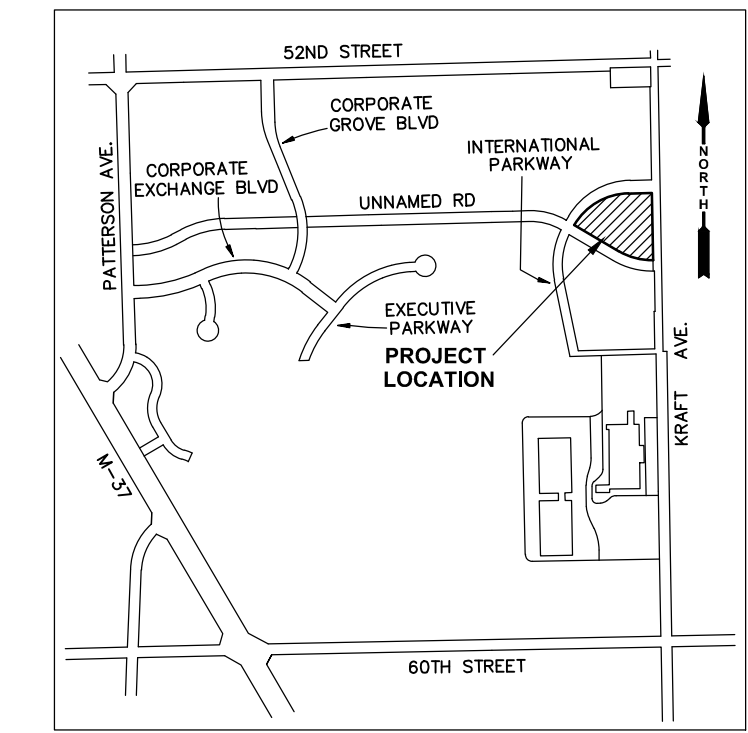 52ND STREET
CORPORATE
GROVE BLVD
INTERNATIONAL
PARKWAY
CORPORATE
EXCHANGE BLVD
UNNAMED RD
PATTERSON AVE.
NORTH
EXECUTIVE
PARKWAY
PROJECT
LOCATION
KRAFT AVE.
M-37
60TH STREET